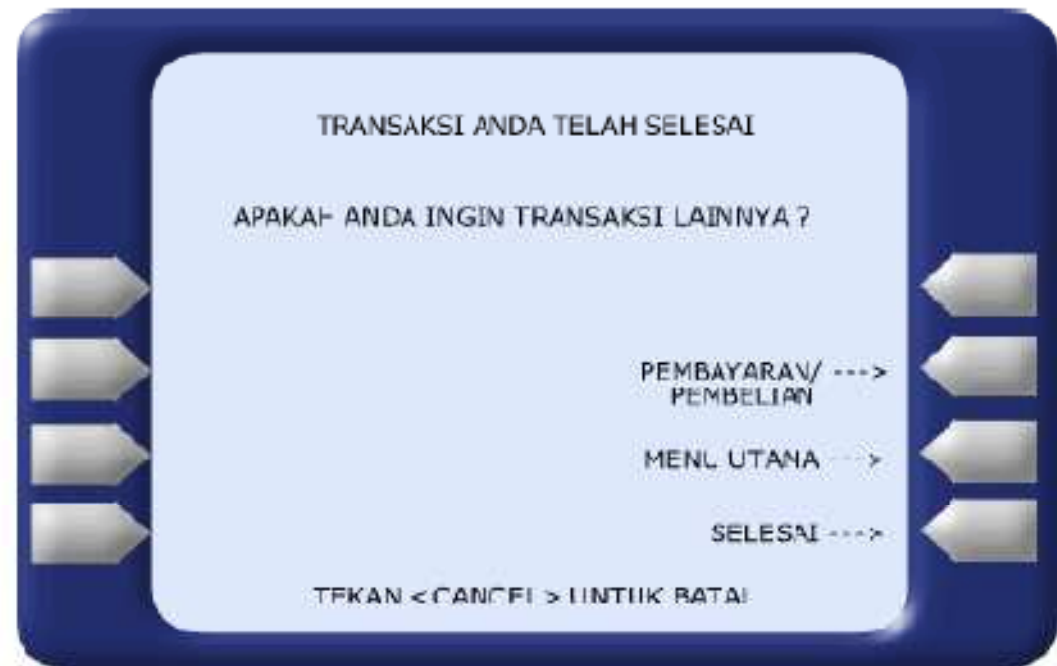 TRANSAKSI ANDA TELAH SELESAI
APAKAH ANDA INGIN TRANSAKSI LAINNYA ?
PEMBAYARAN/ --->
PEMBELIAN
MENU UTAMA --->
SELESAI --->
TEKAN < CANCEL > UNTUK BATAL